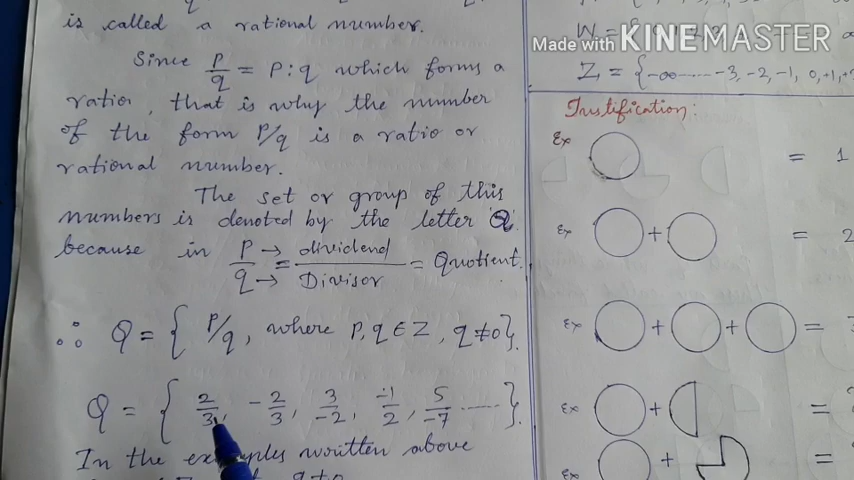 is called a rational number.
Since P/q = P:q which forms a
ratio, that is why the number
of the form P/q is a ratio or
rational number.
The set or group of this
numbers is denoted by the letter Q,
because in P → / q → = dividend / Divisor = Quotient.
∴ Q = { P/q, where P, q ∈ Z, q ≠ 0}.
Q = { 2/3, -2/3, 3/-2, -1/2, 5/-7 ......}.
In the examples written above
q ≠ 0
Made with KINEMASTER
W = {
Z = {-∞ ...... -3, -2, -1, 0, +1, +
Justification:
Ex = 1
Ex + = 2
Ex + + =
Ex + =
Ex + =